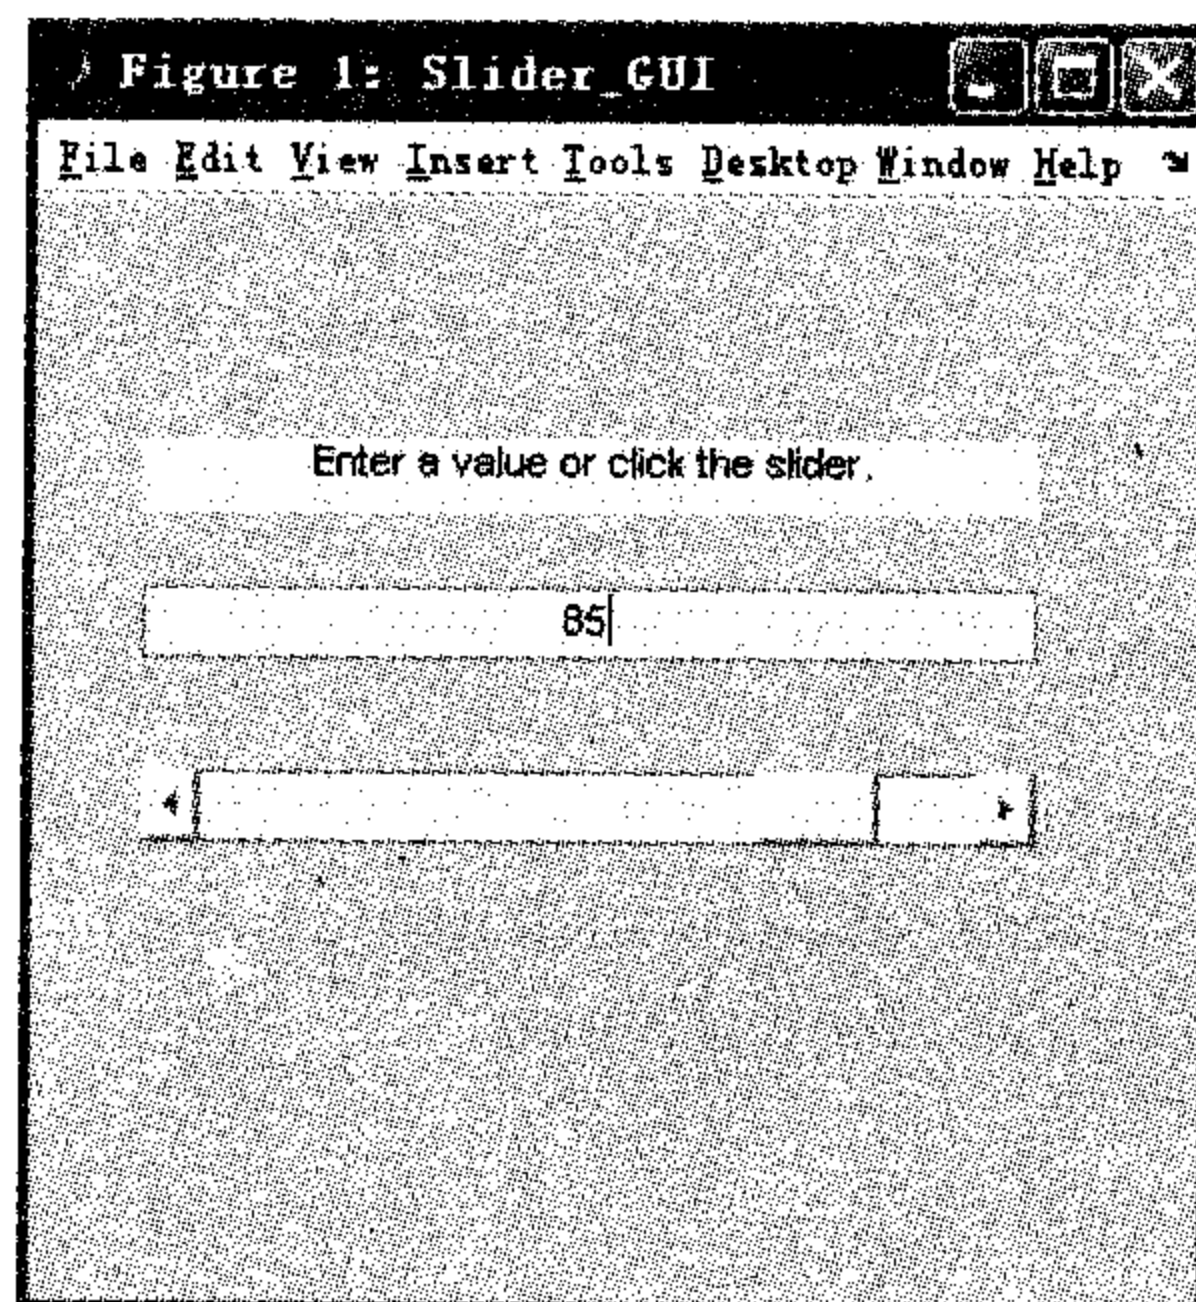 Figure 1: Slider_GUI
File Edit View Insert Tools Desktop Window Help
Enter a value or click the slider.
85